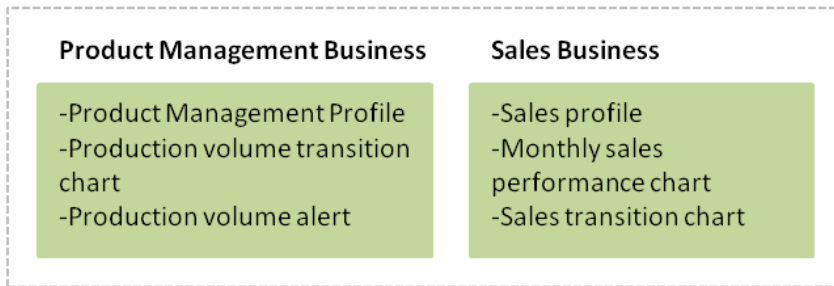 Product Management Business
-Product Management Profile
-Production volume transition
chart
-Production volume alert
Sales Business
-Sales profile
-Monthly sales
performance chart
-Sales transition chart